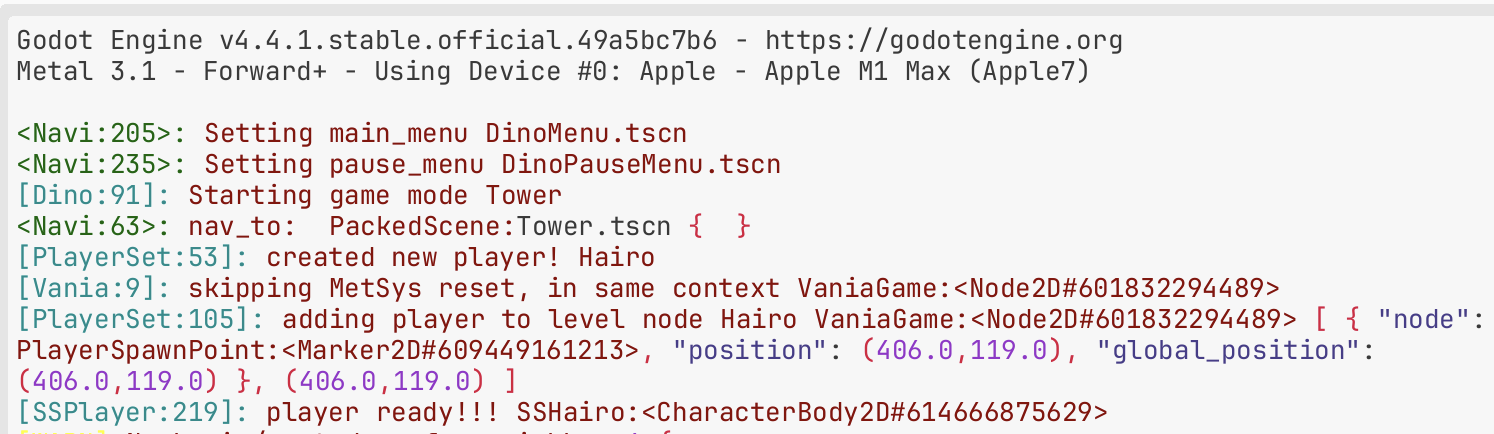 Godot Engine v4.4.1.stable.official.49a5bc7b6 - https://godotengine.org
Metal 3.1 - Forward+ - Using Device #0: Apple - Apple M1 Max (Apple7)
<Navi:205>: Setting main_menu DinoMenu.tscn
<Navi:235>: Setting pause_menu DinoPauseMenu.tscn
[Dino:91]: Starting game mode Tower
<Navi:63>: nav_to:  PackedScene:Tower.tscn {  }
[PlayerSet:53]: created new player! Hairo
[Vania:9]: skipping MetSys reset, in same context VaniaGame:<Node2D#601832294489>
[PlayerSet:105]: adding player to level node Hairo VaniaGame:<Node2D#601832294489> [ { "node":
PlayerSpawnPoint:<Marker2D#609449161213>, "position": (406.0,119.0), "global_position":
(406.0,119.0) }, (406.0,119.0) ]
[SSPlayer:219]: player ready!!! SSHairo:<CharacterBody2D#614666875629>